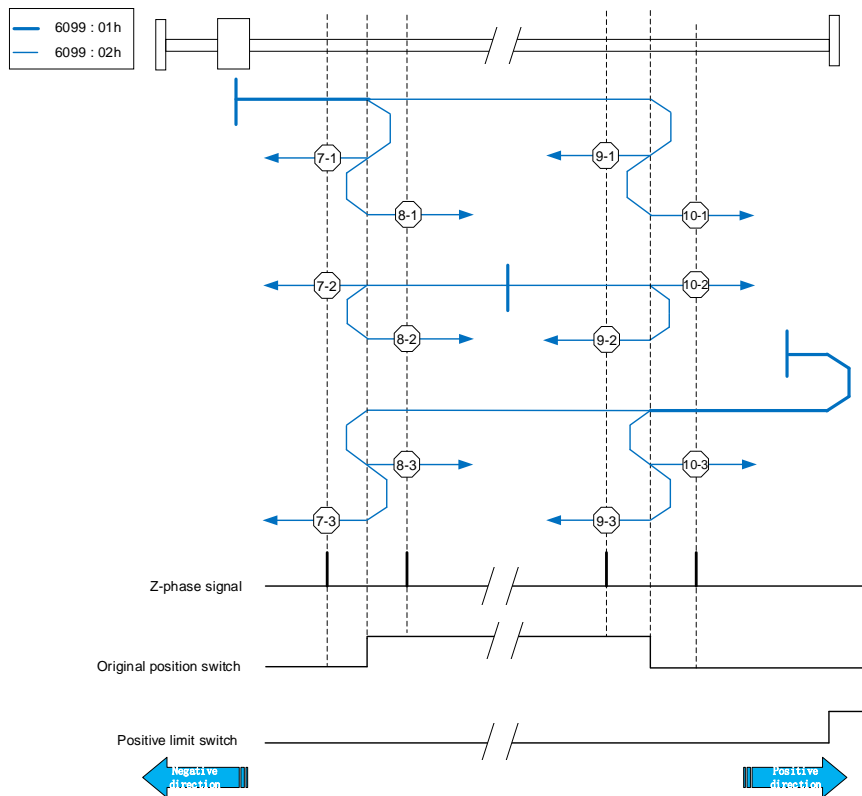 6099 : 01h
6099 : 02h
7-1
9-1
8-1
10-1
7-2
10-2
8-2
9-2
8-3
10-3
7-3
9-3
Z-phase signal
Original position switch
Positive limit switch
Negative
direction
Positive
direction